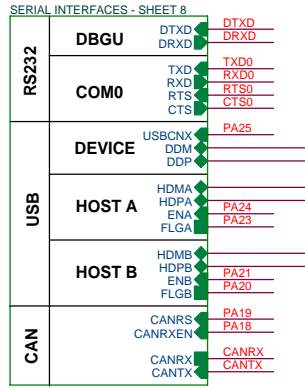 SERIAL INTERFACES - SHEET 8
RS232
DBGU
DTXD DTXD
DRXD DRXD
COM0
TXD TXD0
RXD RXD0
RTS RTS0
CTS CTS0
USB
DEVICE
USBCNX PA25
DDM
DDP
HOST A
HDMA
HDPA
ENA PA24
FLGA PA23
HOST B
HDMB
HDPB
ENB PA21
FLGB PA20
CAN
CANRS PA19
CANRXEN PA18
CANRX CANRX
CANTX CANTX